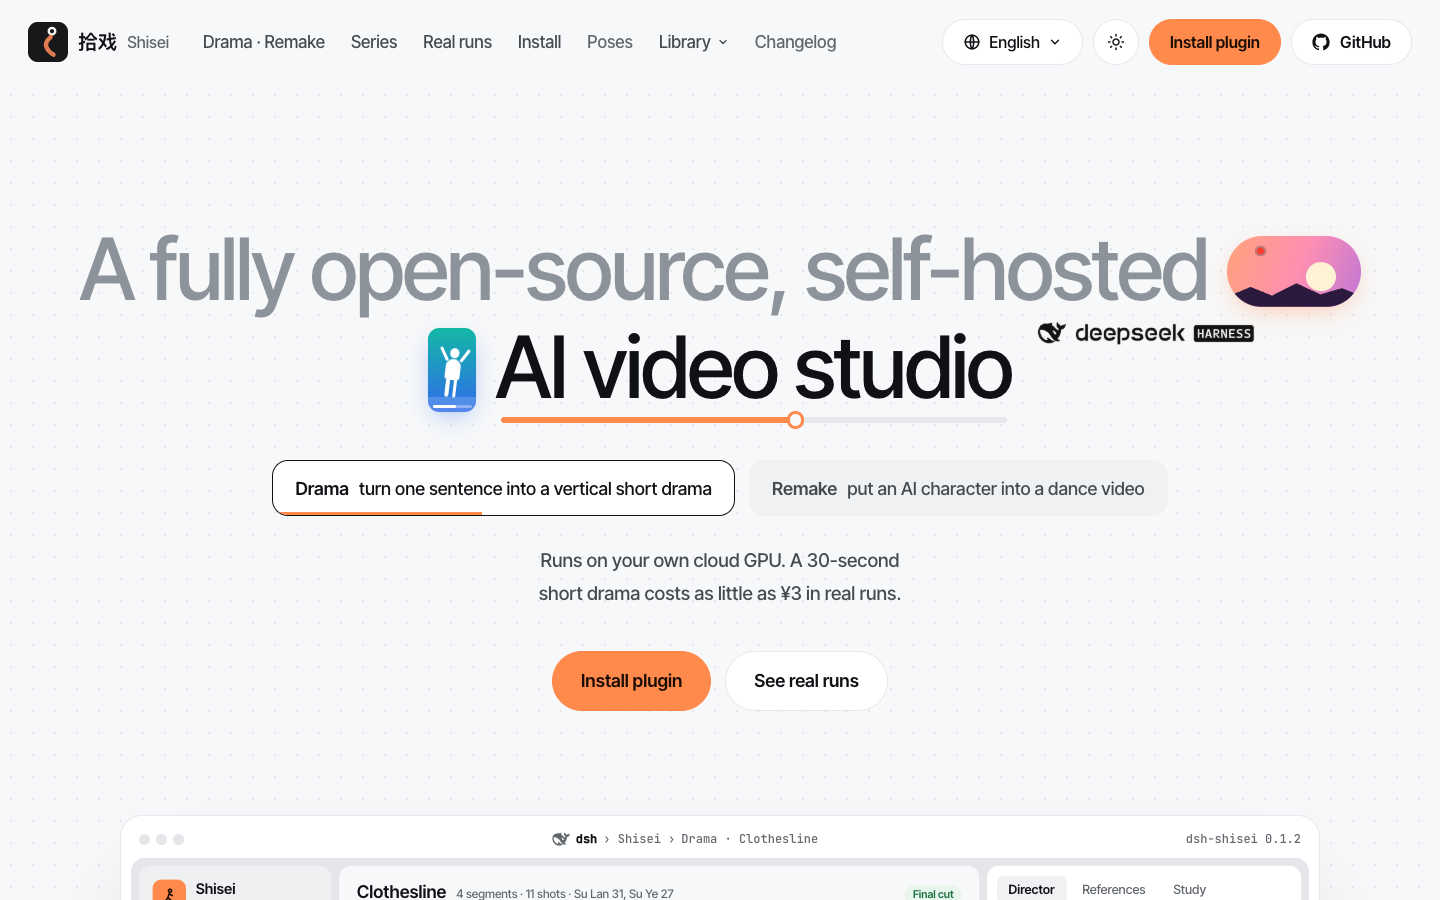 拾戏 Shisei Drama · Remake Series Real runs Install Poses Library Changelog English Install plugin GitHub
A fully open-source, self-hosted
AI video studio deepseek HARNESS
Drama turn one sentence into a vertical short drama Remake put an AI character into a dance video
Runs on your own cloud GPU. A 30-second
short drama costs as little as ¥3 in real runs.
Install plugin See real runs
dsh › Shisei › Drama · Clothesline dsh-shisei 0.1.2
Shisei Clothesline 4 segments · 11 shots · Su Lan 31, Su Ye 27 Final cut Director References Study